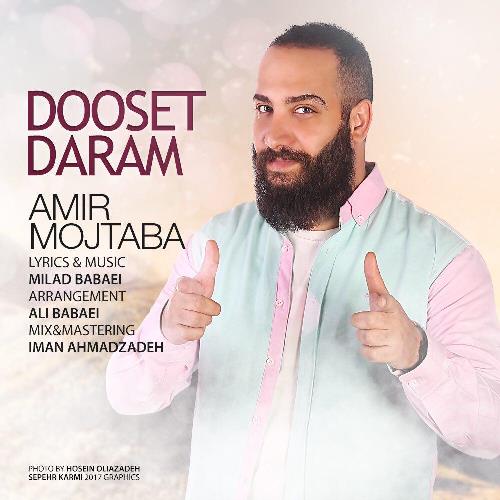 DOOSET
DARAM
AMIR
MOJTABA
LYRICS & MUSIC
MILAD BABAEI
ARRANGEMENT
ALI BABAEI
MIX&MASTERING
IMAN AHMADZADEH
PHOTO BY HOSEIN OLIAZADEH
SEPEHR KARMI 2017 GRAPHICS